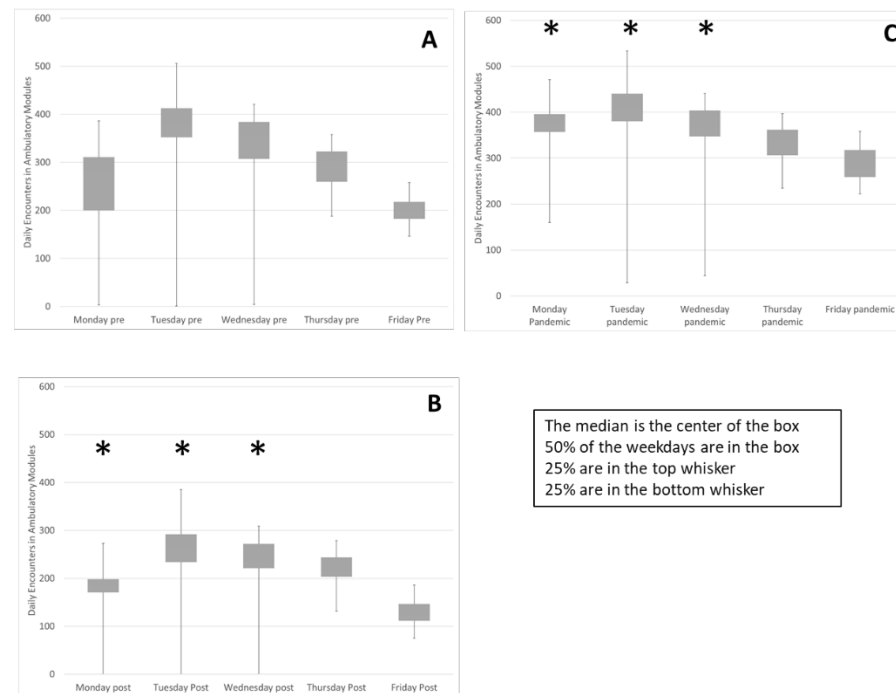 A
Daily Encounters in Ambulatory Modules
600
500
400
300
200
100
0
Monday pre
Tuesday pre
Wednesday pre
Thursday pre
Friday Pre
C
* * *
Daily Encounters in Ambulatory Modules
600
500
400
300
200
100
0
Monday
Pandemic
Tuesday
pandemic
Wednesday
pandemic
Thursday
pandemic
Friday pandemic
B
* * *
Daily Encounters in Ambulatory Modules
600
500
400
300
200
100
0
Monday post
Tuesday Post
Wednesday post
Thursday Post
Friday Post
The median is the center of the box
50% of the weekdays are in the box
25% are in the top whisker
25% are in the bottom whisker